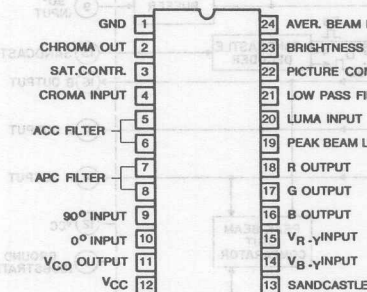 GND 1
CHROMA OUT 2
SAT.CONTR. 3
CROMA INPUT 4
ACC FILTER 5
6
APC FILTER 7
8
90° INPUT 9
0° INPUT 10
VCO OUTPUT 11
VCC 12
24 AVER. BEAM
23 BRIGHTNESS
22 PICTURE CON
21 LOW PASS FI
20 LUMA INPUT
19 PEAK BEAM L
18 R OUTPUT
17 G OUTPUT
16 B OUTPUT
15 VR-Y INPUT
14 VB-Y INPUT
13 SANDCASTLE